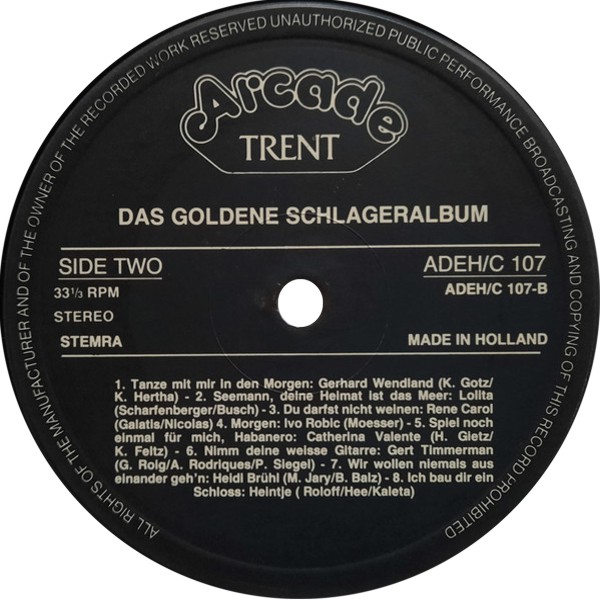 ALL RIGHTS OF THE MANUFACTURER AND OF THE OWNER OF THE RECORDED WORK RESERVED UNAUTHORIZED PUBLIC PERFORMANCE BROADCASTING AND COPYING OF THIS RECORD PROHIBITED
Arcade
TRENT
DAS GOLDENE SCHLAGERALBUM
SIDE TWO
ADEH/C 107
33⅓ RPM
ADEH/C 107-B
STEREO
STEMRA
MADE IN HOLLAND
1. Tanze mit mir in den Morgen: Gerhard Wendland (K. Gotz/
K. Hertha) - 2. Seemann, deine Heimat ist das Meer: Lolita
(Scharfenberger/Busch) - 3. Du darfst nicht weinen: Rene Carol
(Galatis/Nicolas) 4. Morgen: Ivo Robic (Moesser) - 5. Spiel noch
einmal für mich, Habanero: Catherina Valente (H. Gietz/
K. Feltz) - 6. Nimm deine weisse Gitarre: Gert Timmerman
(G. Roig/A. Rodriques/P. Siegel) - 7. Wir wollen niemals aus
einander geh'n: Heidi Brühl (M. Jary/B. Balz) - 8. Ich bau dir ein
Schloss: Heintje ( Roloff/Hee/Kaleta)